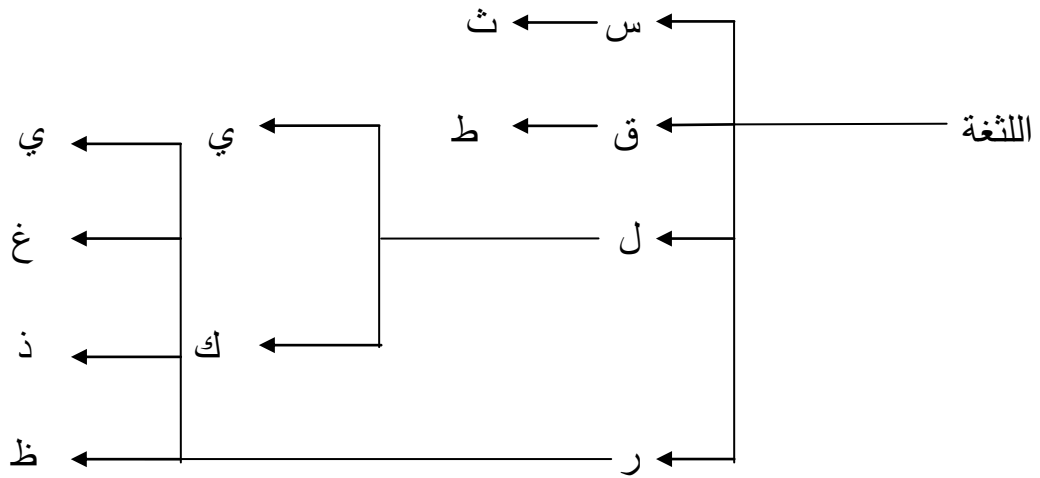 س ث
اللثغة ق ط ي ي
ل غ
ك ذ
ر ظ